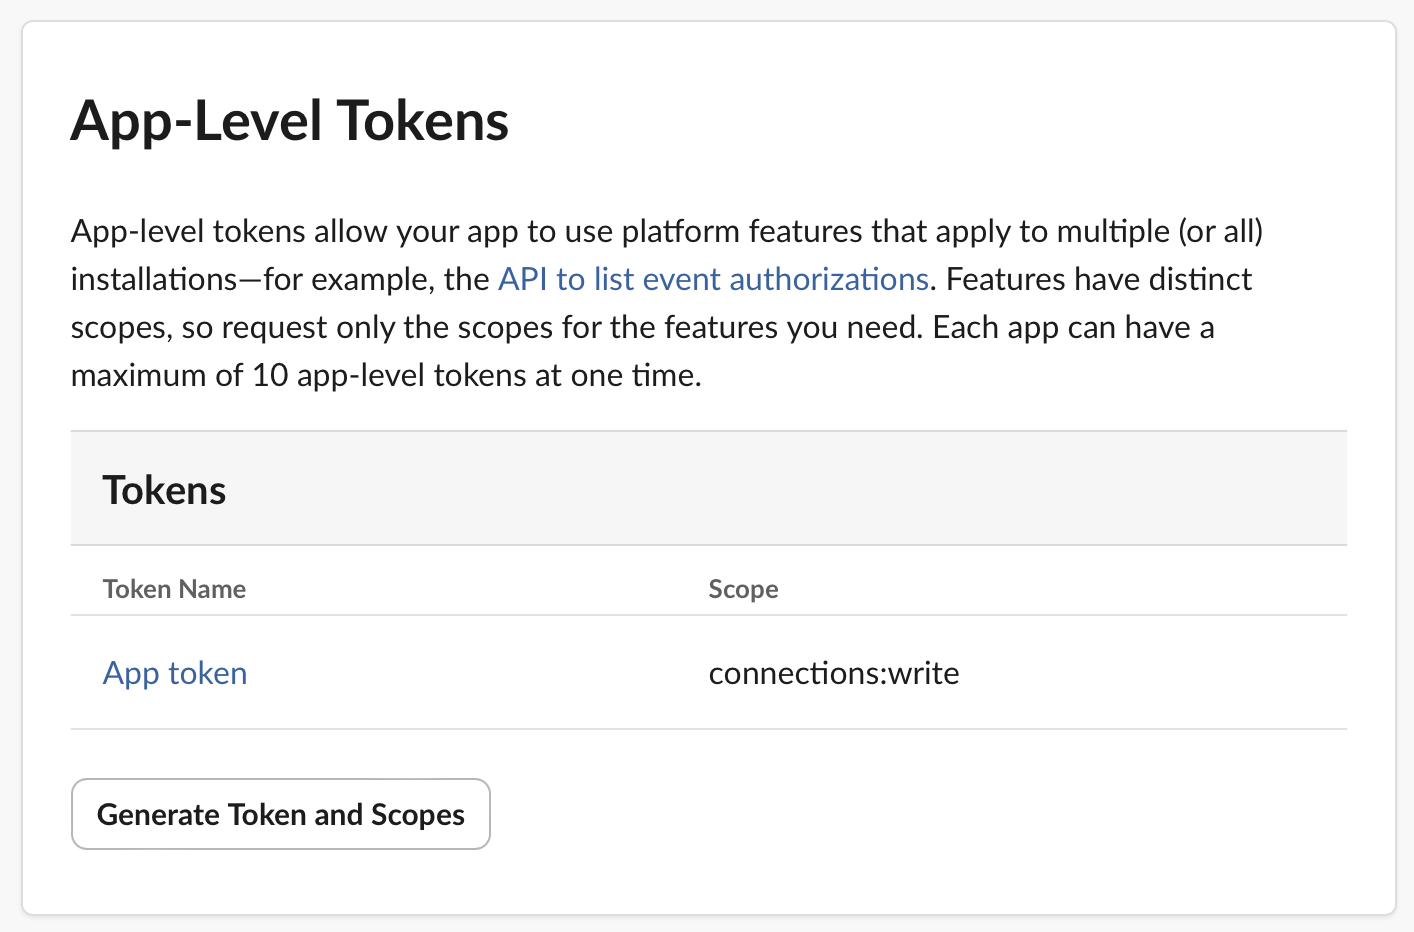 App-Level Tokens
App-level tokens allow your app to use platform features that apply to multiple (or all)
installations—for example, the API to list event authorizations. Features have distinct
scopes, so request only the scopes for the features you need. Each app can have a
maximum of 10 app-level tokens at one time.
Tokens
Token Name Scope
App token connections:write
Generate Token and Scopes